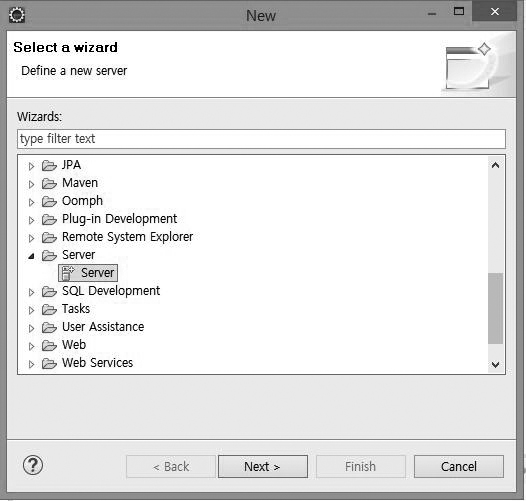 New
Select a wizard
Define a new server
Wizards:
type filter text
JPA
Maven
Oomph
Plug-in Development
Remote System Explorer
Server
Server
SQL Development
Tasks
User Assistance
Web
Web Services
? < Back Next > Finish Cancel